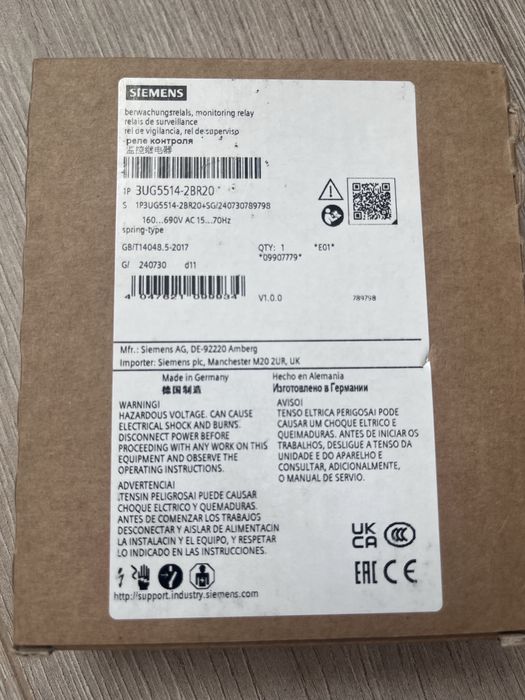 SIEMENS
berwachungsrelais, monitoring relay
relais de surveillance
rel de vigilancia, rel de superviso
реле контроля
监控继电器
1P 3UG5514-2BR20
S 1P3UG5514-2BR20+SG/240730789798
160...690V AC 15...70Hz
spring-type
GB/T14048.5-2017 QTY: 1 *E01*
*09907779*
G/ 240730 d11
V1.0.0 789798
Mfr.: Siemens AG, DE-92220 Amberg
Importer: Siemens plc, Manchester M20 2UR, UK
Made in Germany Hecho en Alemania
德国制造 Изготовлено в Германии
WARNING!
HAZARDOUS VOLTAGE. CAN CAUSE
ELECTRICAL SHOCK AND BURNS.
DISCONNECT POWER BEFORE
PROCEEDING WITH ANY WORK ON THIS
EQUIPMENT AND OBSERVE THE
OPERATING INSTRUCTIONS.
AVISO!
TENSO ELTRICA PERIGOSA! PODE
CAUSAR UM CHOQUE ELTRICO E
QUEIMADURAS. ANTES DE INICIAR OS
TRABALHOS, DESLIGUE A TENSO DA
UNIDADE E DO APARELHO E
CONSULTAR, ADICIONALMENTE,
O MANUAL DE SERVIO.
ADVERTENCIA!
TENSIN PELIGROSA! PUEDE CAUSAR
CHOQUE ELCTRICO Y QUEMADURAS.
ANTES DE COMENZAR LOS TRABAJOS
DESCONECTAR Y AISLAR DE ALIMENTACIN
LA INSTALACIN Y EL EQUIPO, Y RESPETAR
LO INDICADO EN LAS INSTRUCCIONES.
UK
CA CCC
EAC CE
http://support.industry.siemens.com